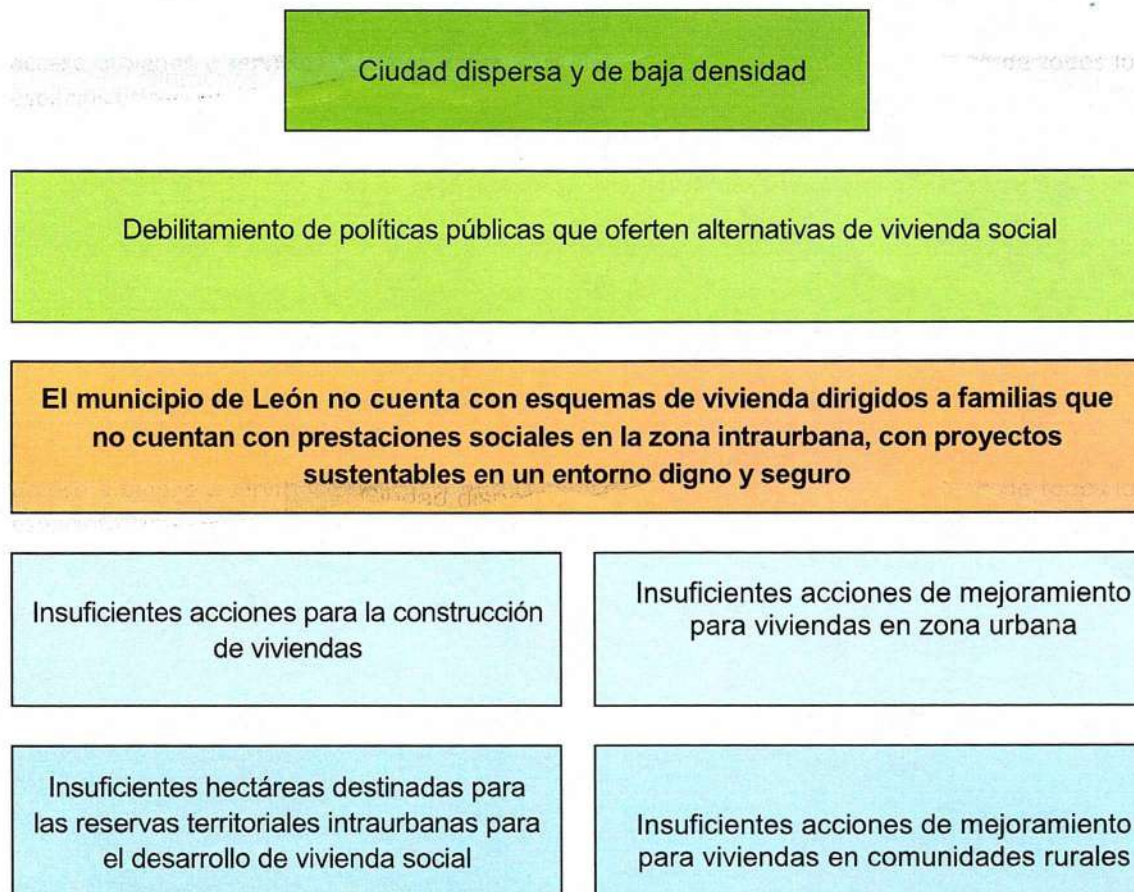 Ciudad dispersa y de baja densidad
Debilitamiento de políticas públicas que oferten alternativas de vivienda social
El municipio de León no cuenta con esquemas de vivienda dirigidos a familias que
no cuentan con prestaciones sociales en la zona intraurbana, con proyectos
sustentables en un entorno digno y seguro
Insuficientes acciones para la construcción
de viviendas
Insuficientes acciones de mejoramiento
para viviendas en zona urbana
Insuficientes hectáreas destinadas para
las reservas territoriales intraurbanas para
el desarrollo de vivienda social
Insuficientes acciones de mejoramiento
para viviendas en comunidades rurales